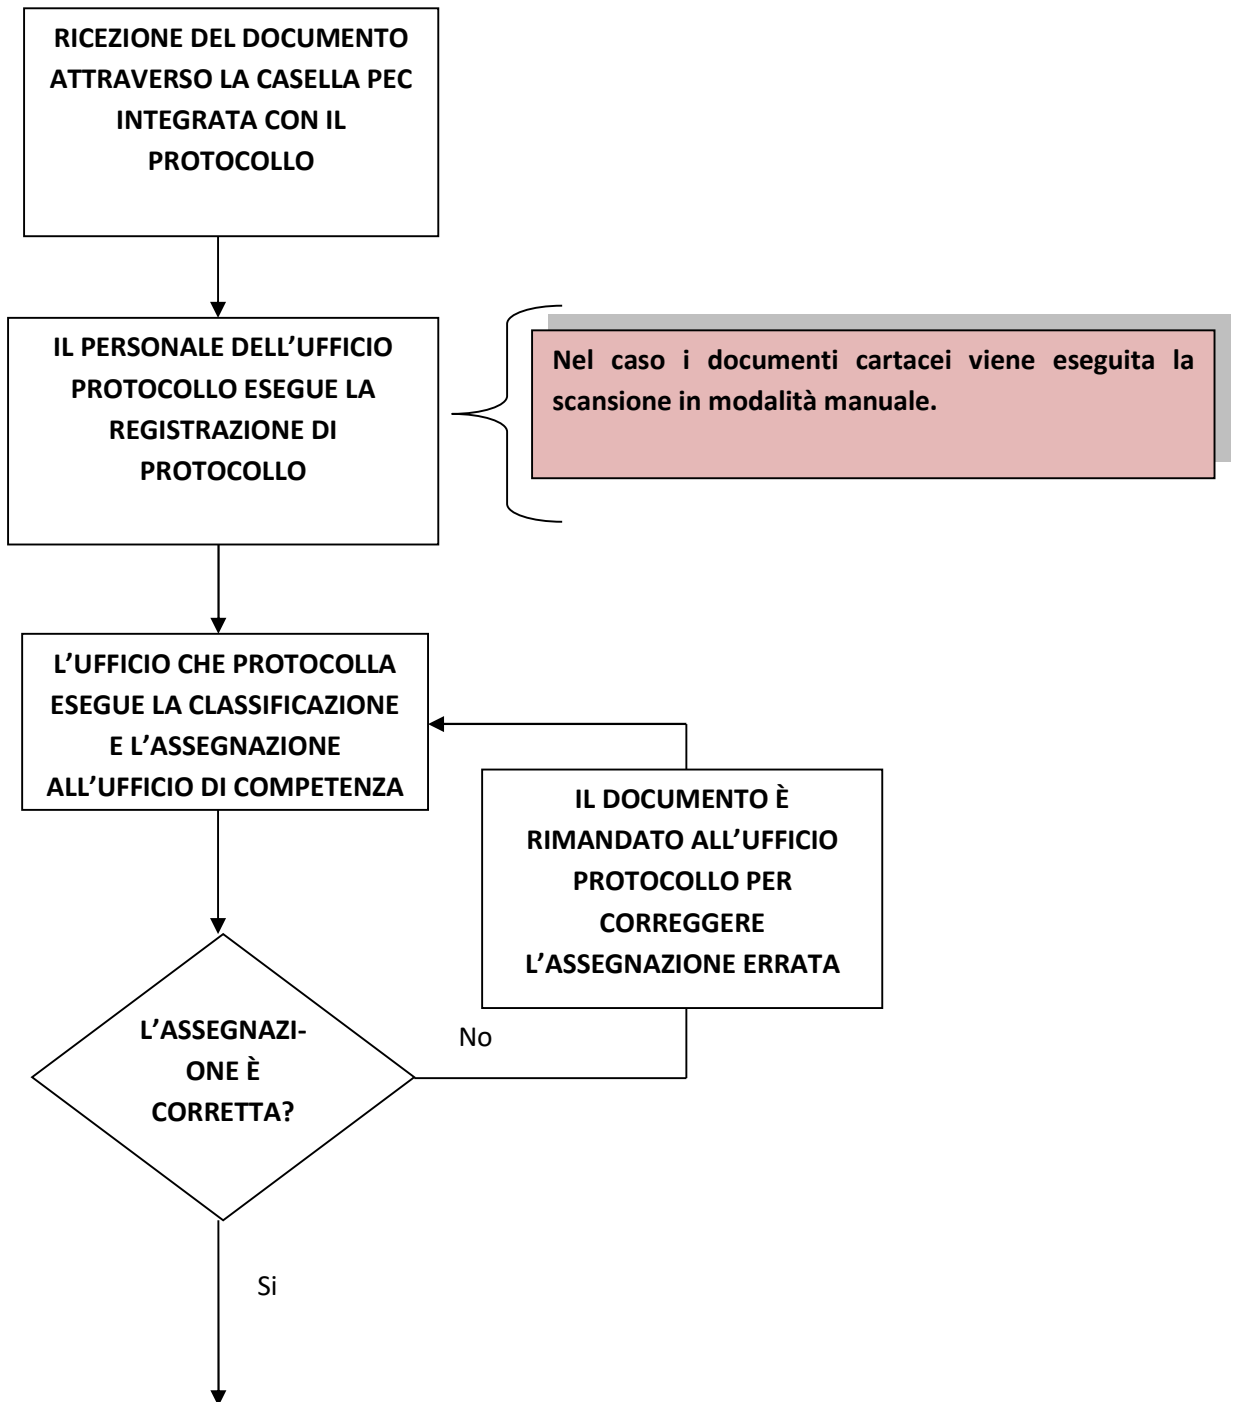 RICEZIONE DEL DOCUMENTO
ATTRAVERSO LA CASELLA PEC
INTEGRATA CON IL
PROTOCOLLO
IL PERSONALE DELL’UFFICIO
PROTOCOLLO ESEGUE LA
REGISTRAZIONE DI
PROTOCOLLO
Nel caso i documenti cartacei viene eseguita la
scansione in modalità manuale.
L’UFFICIO CHE PROTOCOLLA
ESEGUE LA CLASSIFICAZIONE
E L’ASSEGNAZIONE
ALL’UFFICIO DI COMPETENZA
IL DOCUMENTO È
RIMANDATO ALL’UFFICIO
PROTOCOLLO PER
CORREGGERE
L’ASSEGNAZIONE ERRATA
L’ASSEGNAZI-
ONE È
CORRETTA?
No
Si